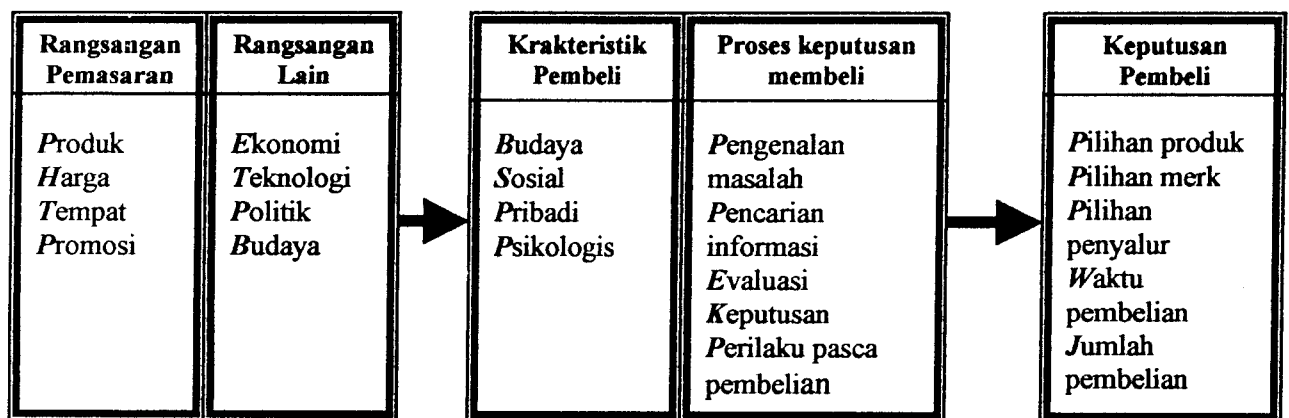 Rangsangan
Pemasaran
Produk
Harga
Tempat
Promosi
Rangsangan
Lain
Ekonomi
Teknologi
Politik
Budaya
Krakteristik
Pembeli
Budaya
Sosial
Pribadi
Psikologis
Proses keputusan
membeli
Pengenalan
masalah
Pencarian
informasi
Evaluasi
Keputusan
Perilaku pasca
pembelian
Keputusan
Pembeli
Pilihan produk
Pilihan merk
Pilihan
penyalur
Waktu
pembelian
Jumlah
pembelian